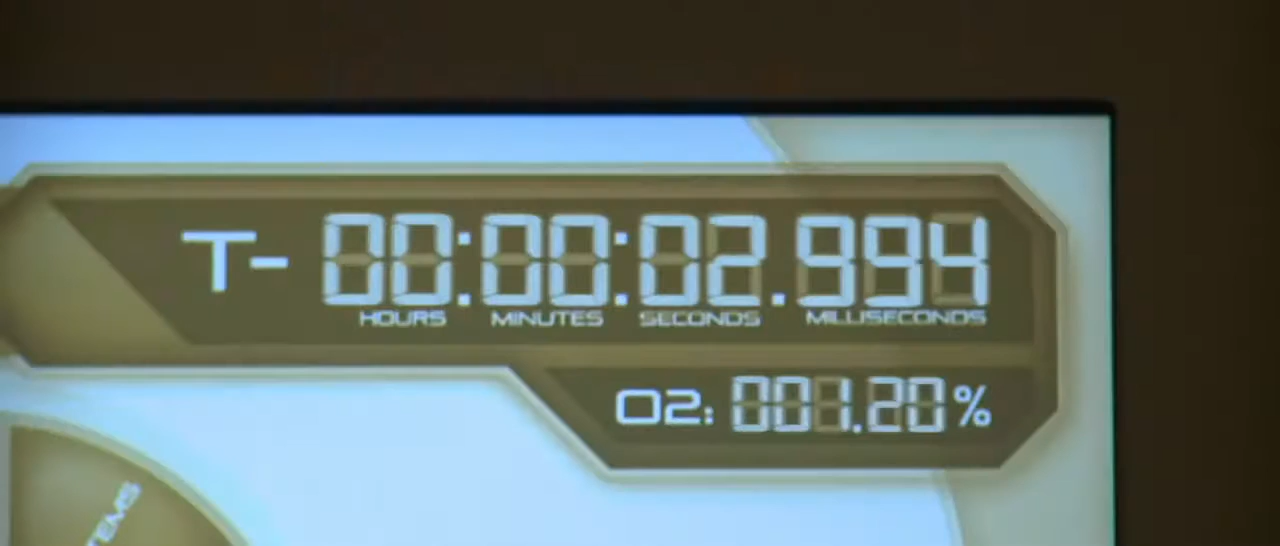 T- 00:00:02.994
HOURS MINUTES SECONDS MILLISECONDS
O2: 001.20%